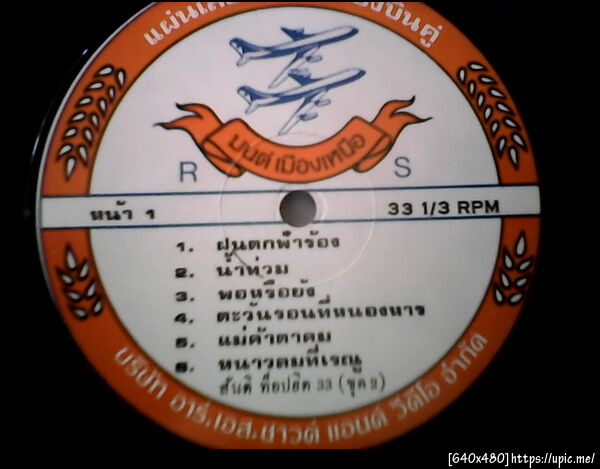 แผ่นเสียง
องบินคู่
มนต์ เมืองเหนือ
R S
หน้า 1 33 1/3 RPM
1. ฝนตกฟ้าร้อง
2. น้ำท่วม
3. พอหรือยัง
4. ตะวันรอนที่หนองหาร
5. แม่ค้าตาคม
6. หนาวลมที่เรณู
สันติ ท็อปฮิต 33 (ชุด 2)
บริษัท อาร์.เอส.ซาวด์ แอนด์ วีดีโอ จำกัด
[640x480]https://upic.me/